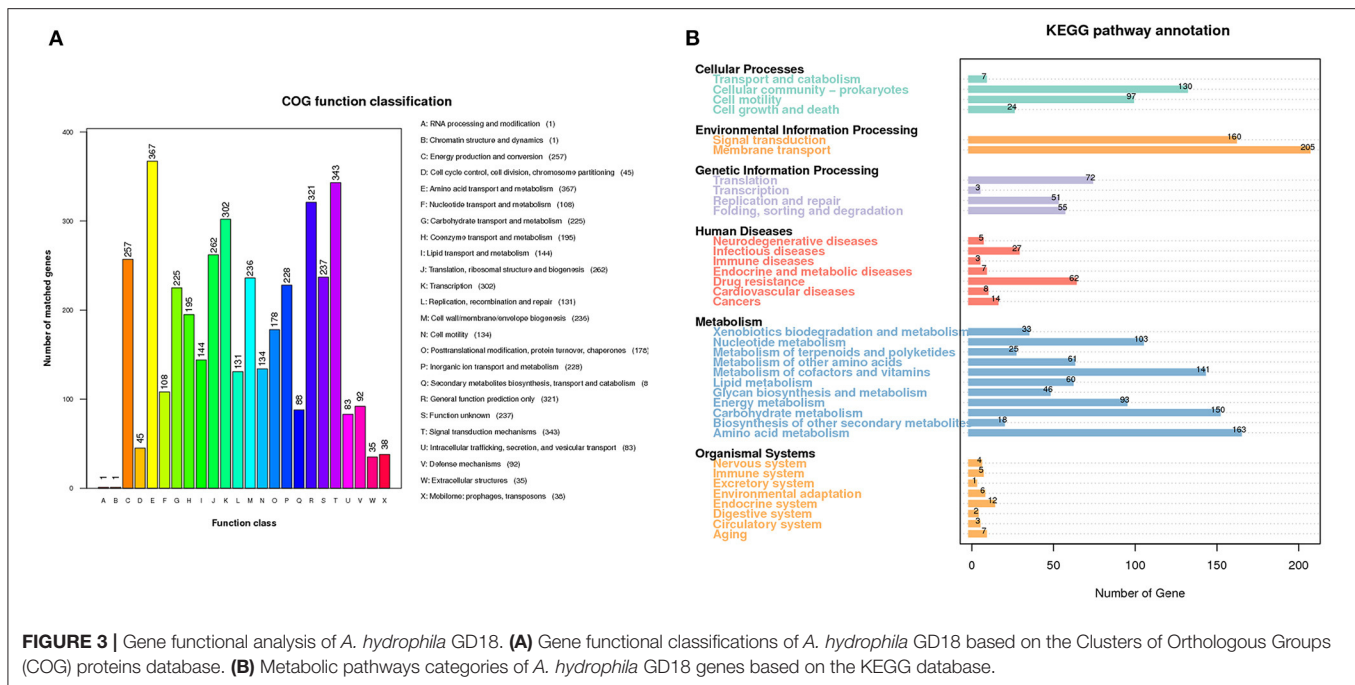 A
COG function classification
Number of matched genes
400
300
200
100
0
1
1
257
45
367
108
225
195
144
262
302
131
236
134
178
228
88
321
237
343
83
92
35
38
A B C D E F G H I J K L M N O P Q R S T U V W X
Function class
A: RNA processing and modification (1)
B: Chromatin structure and dynamics (1)
C: Energy production and conversion (257)
D: Cell cycle control, cell division, chromosome partitioning (45)
E: Amino acid transport and metabolism (367)
F: Nucleotide transport and metabolism (108)
G: Carbohydrate transport and metabolism (225)
H: Coenzyme transport and metabolism (195)
I: Lipid transport and metabolism (144)
J: Translation, ribosomal structure and biogenesis (262)
K: Transcription (302)
L: Replication, recombination and repair (131)
M: Cell wall/membrane/envelope biogenesis (236)
N: Cell motility (134)
O: Posttranslational modification, protein turnover, chaperones (178)
P: Inorganic ion transport and metabolism (228)
Q: Secondary metabolites biosynthesis, transport and catabolism (8
R: General function prediction only (321)
S: Function unknown (237)
T: Signal transduction mechanisms (343)
U: Intracellular trafficking, secretion, and vesicular transport (83)
V: Defense mechanisms (92)
W: Extracellular structures (35)
X: Mobilome: prophages, transposons (38)
B
KEGG pathway annotation
Cellular Processes
Transport and catabolism 7
Cellular community – prokaryotes 130
Cell motility 97
Cell growth and death 24
Environmental Information Processing
Signal transduction 160
Membrane transport 205
Genetic Information Processing
Translation 72
Transcription 3
Replication and repair 51
Folding, sorting and degradation 55
Human Diseases
Neurodegenerative diseases 5
Infectious diseases 27
Immune diseases 3
Endocrine and metabolic diseases 7
Drug resistance 62
Cardiovascular diseases 8
Cancers 14
Metabolism
Xenobiotics biodegradation and metabolism 33
Nucleotide metabolism 103
Metabolism of terpenoids and polyketides 25
Metabolism of other amino acids 61
Metabolism of cofactors and vitamins 141
Lipid metabolism 60
Glycan biosynthesis and metabolism 46
Energy metabolism 93
Carbohydrate metabolism 150
Biosynthesis of other secondary metabolites 18
Amino acid metabolism 163
Organismal Systems
Nervous system 4
Immune system 5
Excretory system 1
Environmental adaptation 6
Endocrine system 12
Digestive system 2
Circulatory system 3
Aging 7
0 50 100 150 200
Number of Gene
FIGURE 3 | Gene functional analysis of A. hydrophila GD18. (A) Gene functional classifications of A. hydrophila GD18 based on the Clusters of Orthologous Groups
(COG) proteins database. (B) Metabolic pathways categories of A. hydrophila GD18 genes based on the KEGG database.